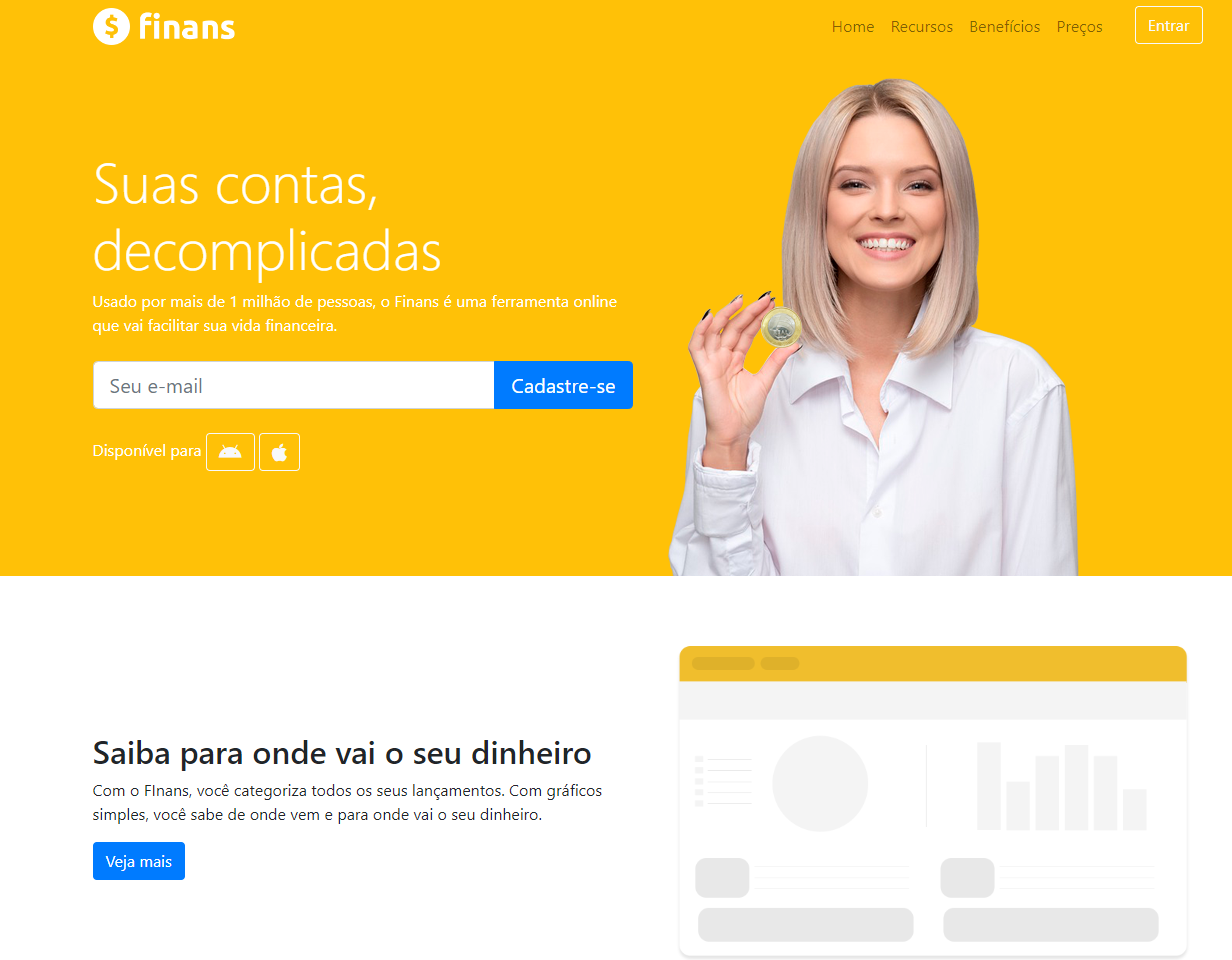 finans
Home Recursos Benefícios Preços Entrar
Suas contas,
decomplicadas
Usado por mais de 1 milhão de pessoas, o Finans é uma ferramenta online
que vai facilitar sua vida financeira.
Seu e-mail Cadastre-se
Disponível para
Saiba para onde vai o seu dinheiro
Com o FInans, você categoriza todos os seus lançamentos. Com gráficos
simples, você sabe de onde vem e para onde vai o seu dinheiro.
Veja mais